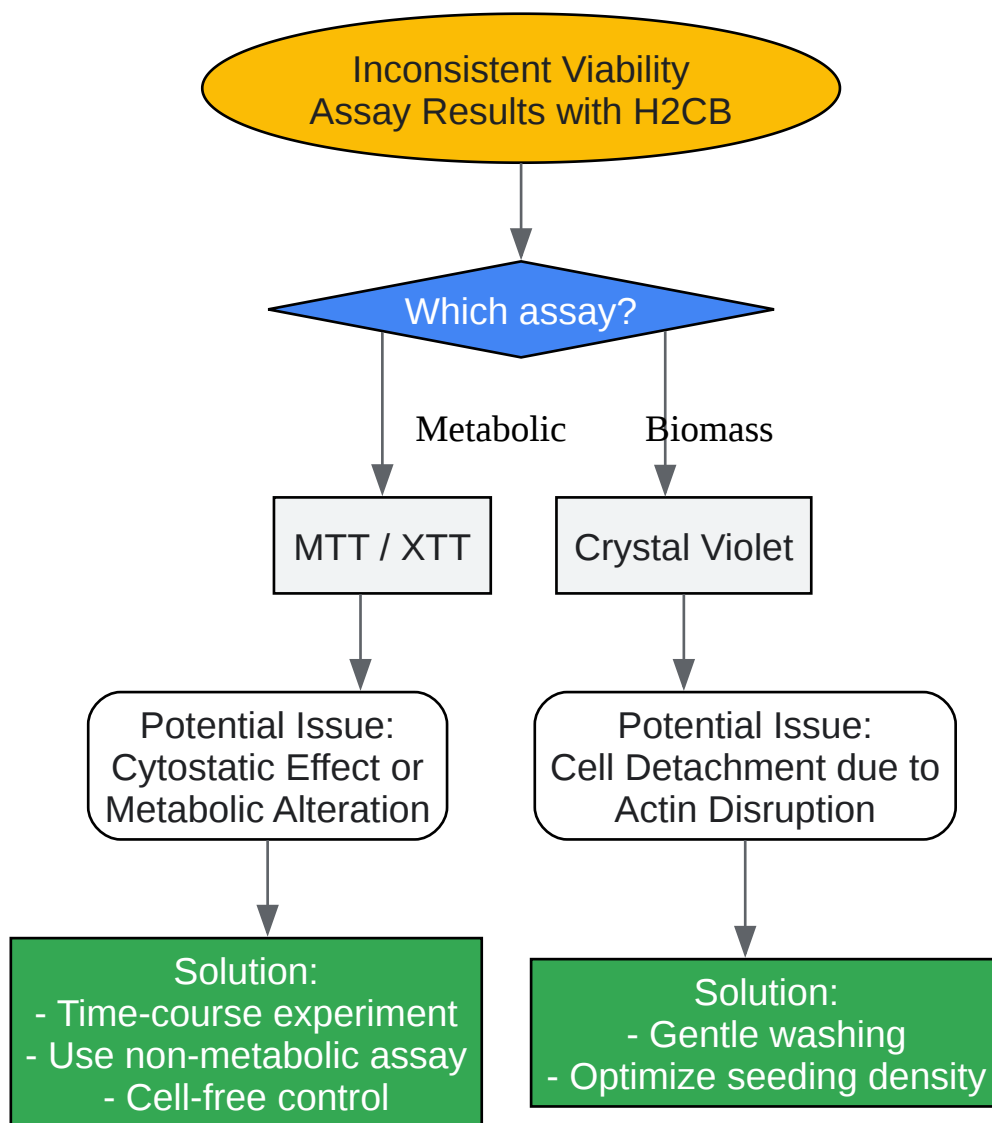 Inconsistent Viability
Assay Results with H2CB
Which assay?
Metabolic
Biomass
MTT / XTT
Crystal Violet
Potential Issue:
Cytostatic Effect or
Metabolic Alteration
Potential Issue:
Cell Detachment due to
Actin Disruption
Solution:
- Time-course experiment
- Use non-metabolic assay
- Cell-free control
Solution:
- Gentle washing
- Optimize seeding density